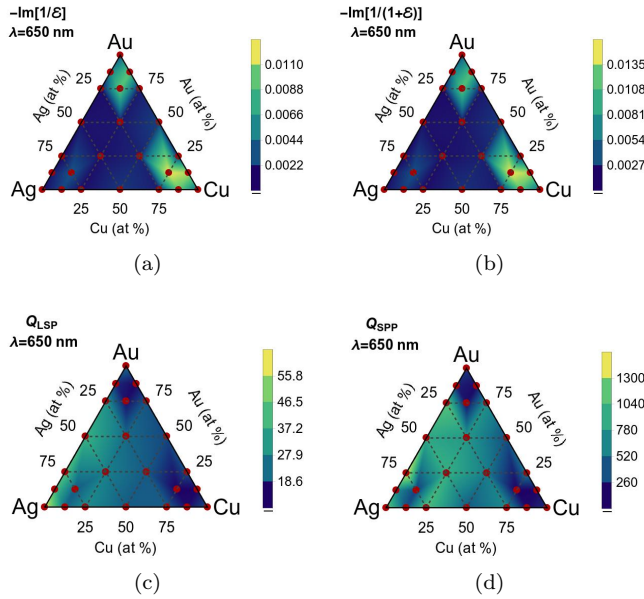 −Im[1/ℰ]
λ=650 nm
Au
25
75
Ag (at %)
Au (at %)
50
50
75
25
Ag
Cu
25
50
75
Cu (at %)
0.0110
0.0088
0.0066
0.0044
0.0022
(a)
−Im[1/(1+ℰ)]
λ=650 nm
Au
25
75
Ag (at %)
Au (at %)
50
50
75
25
Ag
Cu
25
50
75
Cu (at %)
0.0135
0.0108
0.0081
0.0054
0.0027
(b)
QLSP
λ=650 nm
Au
25
75
Ag (at %)
Au (at %)
50
50
75
25
Ag
Cu
25
50
75
Cu (at %)
55.8
46.5
37.2
27.9
18.6
(c)
QSPP
λ=650 nm
Au
25
75
Ag (at %)
Au (at %)
50
50
75
25
Ag
Cu
25
50
75
Cu (at %)
1300
1040
780
520
260
(d)